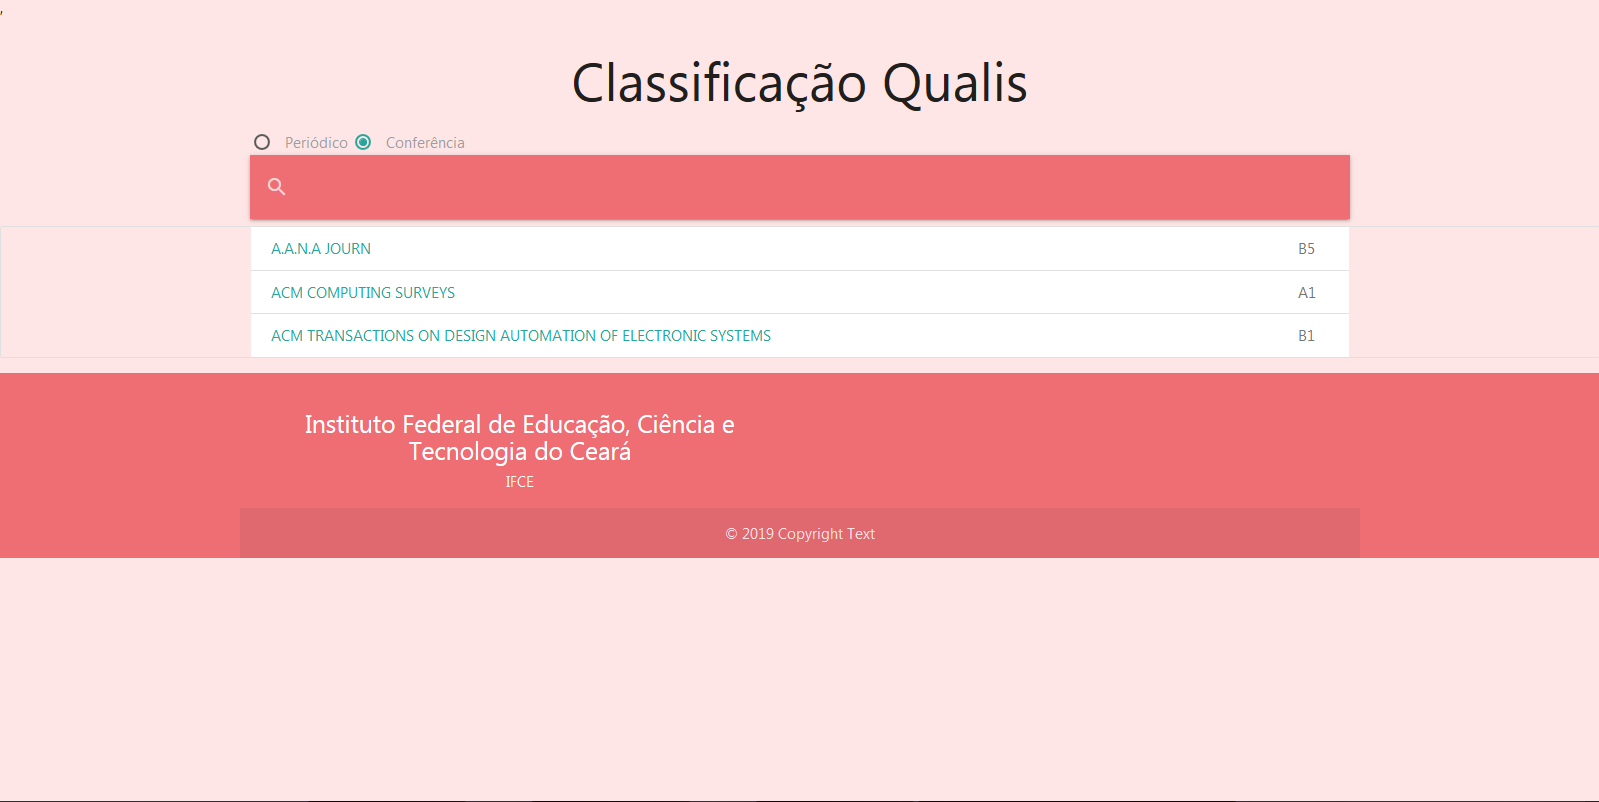 ,
Classificação Qualis
Periódico Conferência
A.A.N.A JOURN B5
ACM COMPUTING SURVEYS A1
ACM TRANSACTIONS ON DESIGN AUTOMATION OF ELECTRONIC SYSTEMS B1
Instituto Federal de Educação, Ciência e
Tecnologia do Ceará
IFCE
© 2019 Copyright Text